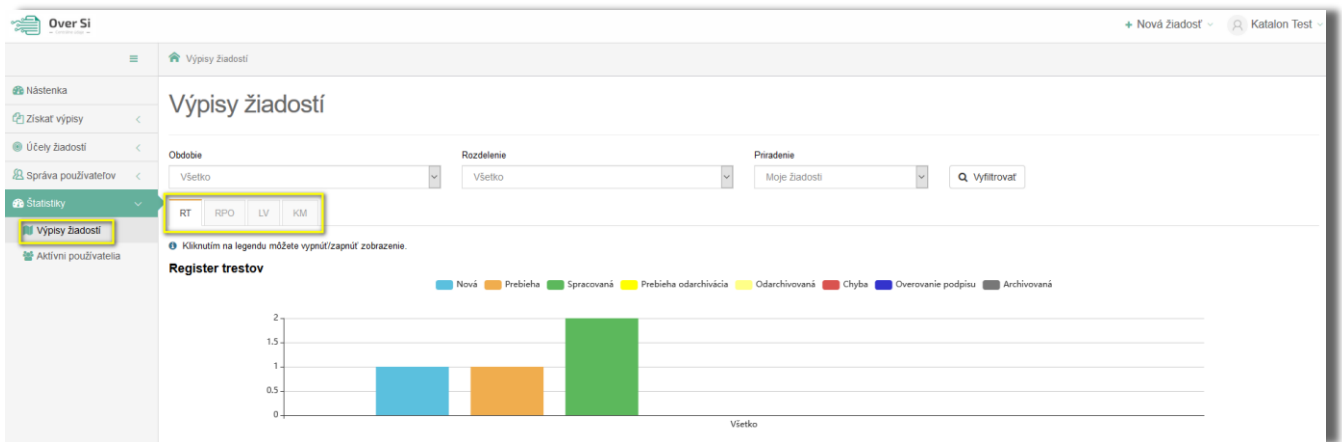 Over Si
+ Nová žiadosť
Katalon Test
Výpisy žiadostí
Nástenka
Získať výpisy
Účely žiadostí
Správa používateľov
Štatistiky
Výpisy žiadostí
Aktívni používatelia
Výpisy žiadostí
Obdobie
Rozdelenie
Priradenie
Všetko
Všetko
Moje žiadosti
Vyfiltrovať
RT RPO LV KM
Kliknutím na legendu môžete vypnúť/zapnúť zobrazenie.
Register trestov
Nová Prebieha Spracovaná Prebieha odarchivácia Odarchivovaná Chyba Overovanie podpisu Archivovaná
2
1.5
1
0.5
0
Všetko